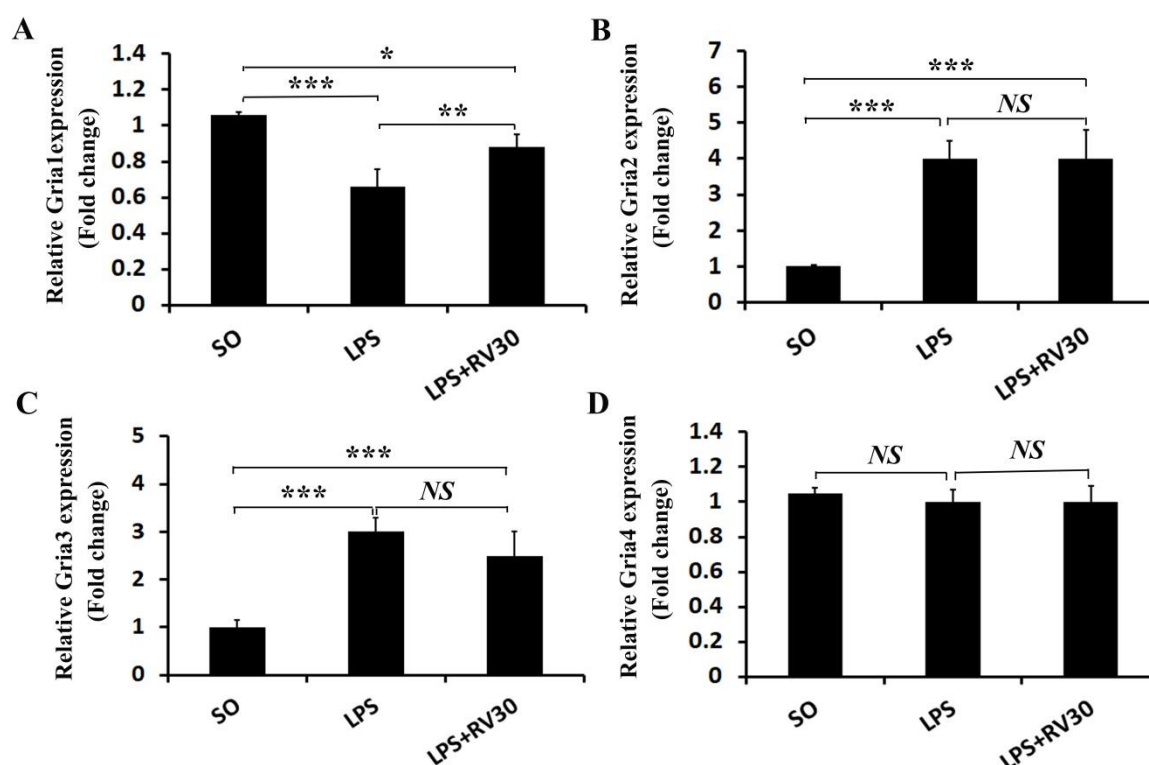 A
Relative Gria1expression
(Fold change)
1.4
1.2
1
0.8
0.6
0.4
0.2
0
*
***
**
SO
LPS
LPS+RV30
B
Relative Gria2 expression
(Fold change)
7
6
5
4
3
2
1
0
***
***
NS
SO
LPS
LPS+RV30
C
Relative Gria3 expression
(Fold change)
5
4
3
2
1
0
***
***
NS
SO
LPS
LPS+RV30
D
Relative Gria4 expression
(Fold change)
1.4
1.2
1
0.8
0.6
0.4
0.2
0
NS
NS
SO
LPS
LPS+RV30